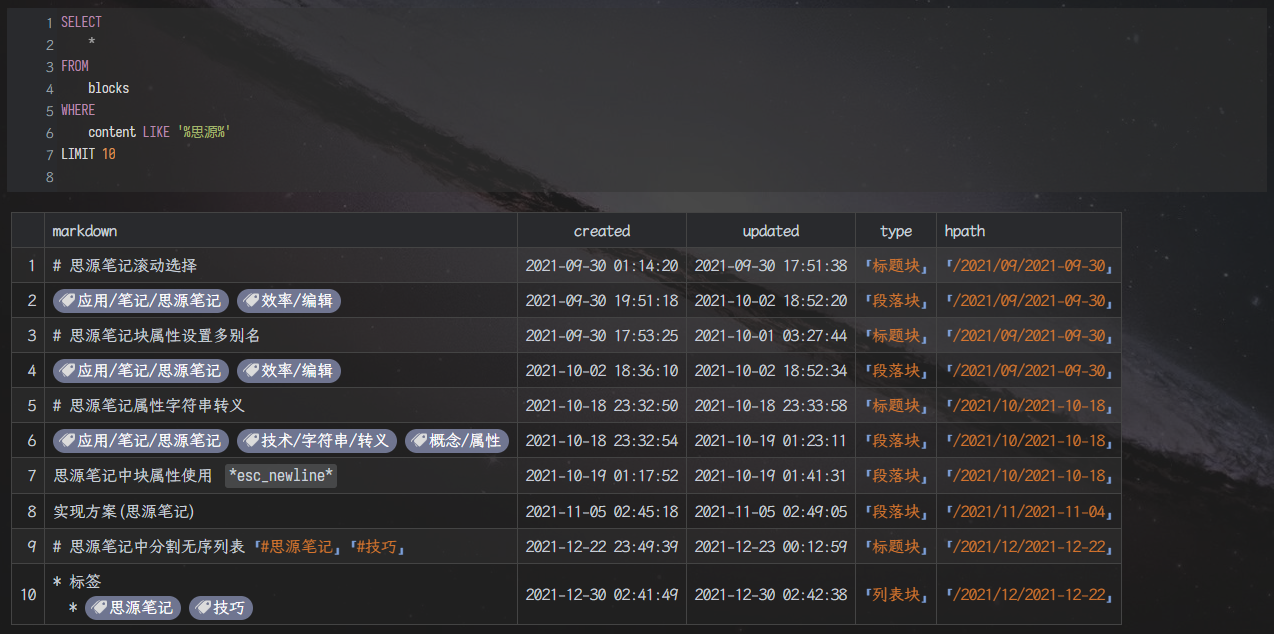 1 SELECT
2 *
3 FROM
4 blocks
5 WHERE
6 content LIKE '%思源%'
7 LIMIT 10
8
markdown created updated type hpath
1 # 思源笔记滚动选择 2021-09-30 01:14:20 2021-09-30 17:51:38 『标题块』 『/2021/09/2021-09-30』
2 应用/笔记/思源笔记 效率/编辑 2021-09-30 19:51:18 2021-10-02 18:52:20 『段落块』 『/2021/09/2021-09-30』
3 # 思源笔记块属性设置多别名 2021-09-30 17:53:25 2021-10-01 03:27:44 『标题块』 『/2021/09/2021-09-30』
4 应用/笔记/思源笔记 效率/编辑 2021-10-02 18:36:10 2021-10-02 18:52:34 『段落块』 『/2021/09/2021-09-30』
5 # 思源笔记属性字符串转义 2021-10-18 23:32:50 2021-10-18 23:33:58 『标题块』 『/2021/10/2021-10-18』
6 应用/笔记/思源笔记 技术/字符串/转义 概念/属性 2021-10-18 23:32:54 2021-10-19 01:23:11 『段落块』 『/2021/10/2021-10-18』
7 思源笔记中块属性使用 *esc_newline* 2021-10-19 01:17:52 2021-10-19 01:41:31 『段落块』 『/2021/10/2021-10-18』
8 实现方案(思源笔记) 2021-11-05 02:45:18 2021-11-05 02:49:05 『段落块』 『/2021/11/2021-11-04』
9 # 思源笔记中分割无序列表『#思源笔记』『#技巧』 2021-12-22 23:49:39 2021-12-23 00:12:59 『标题块』 『/2021/12/2021-12-22』
10 * 标签 2021-12-30 02:41:49 2021-12-30 02:42:38 『列表块』 『/2021/12/2021-12-22』
* 思源笔记 技巧